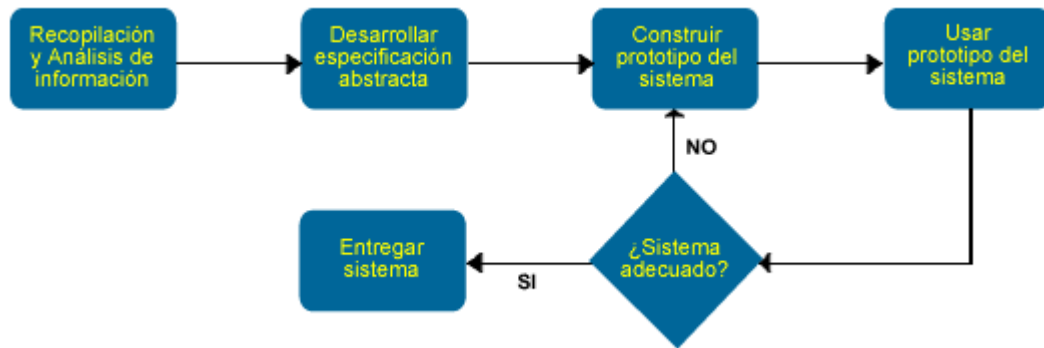 Recopilación
y Análisis de
información
Desarrollar
especificación
abstracta
Construir
prototipo del
sistema
Usar
prototipo del
sistema
NO
¿Sistema
adecuado?
SI
Entregar
sistema